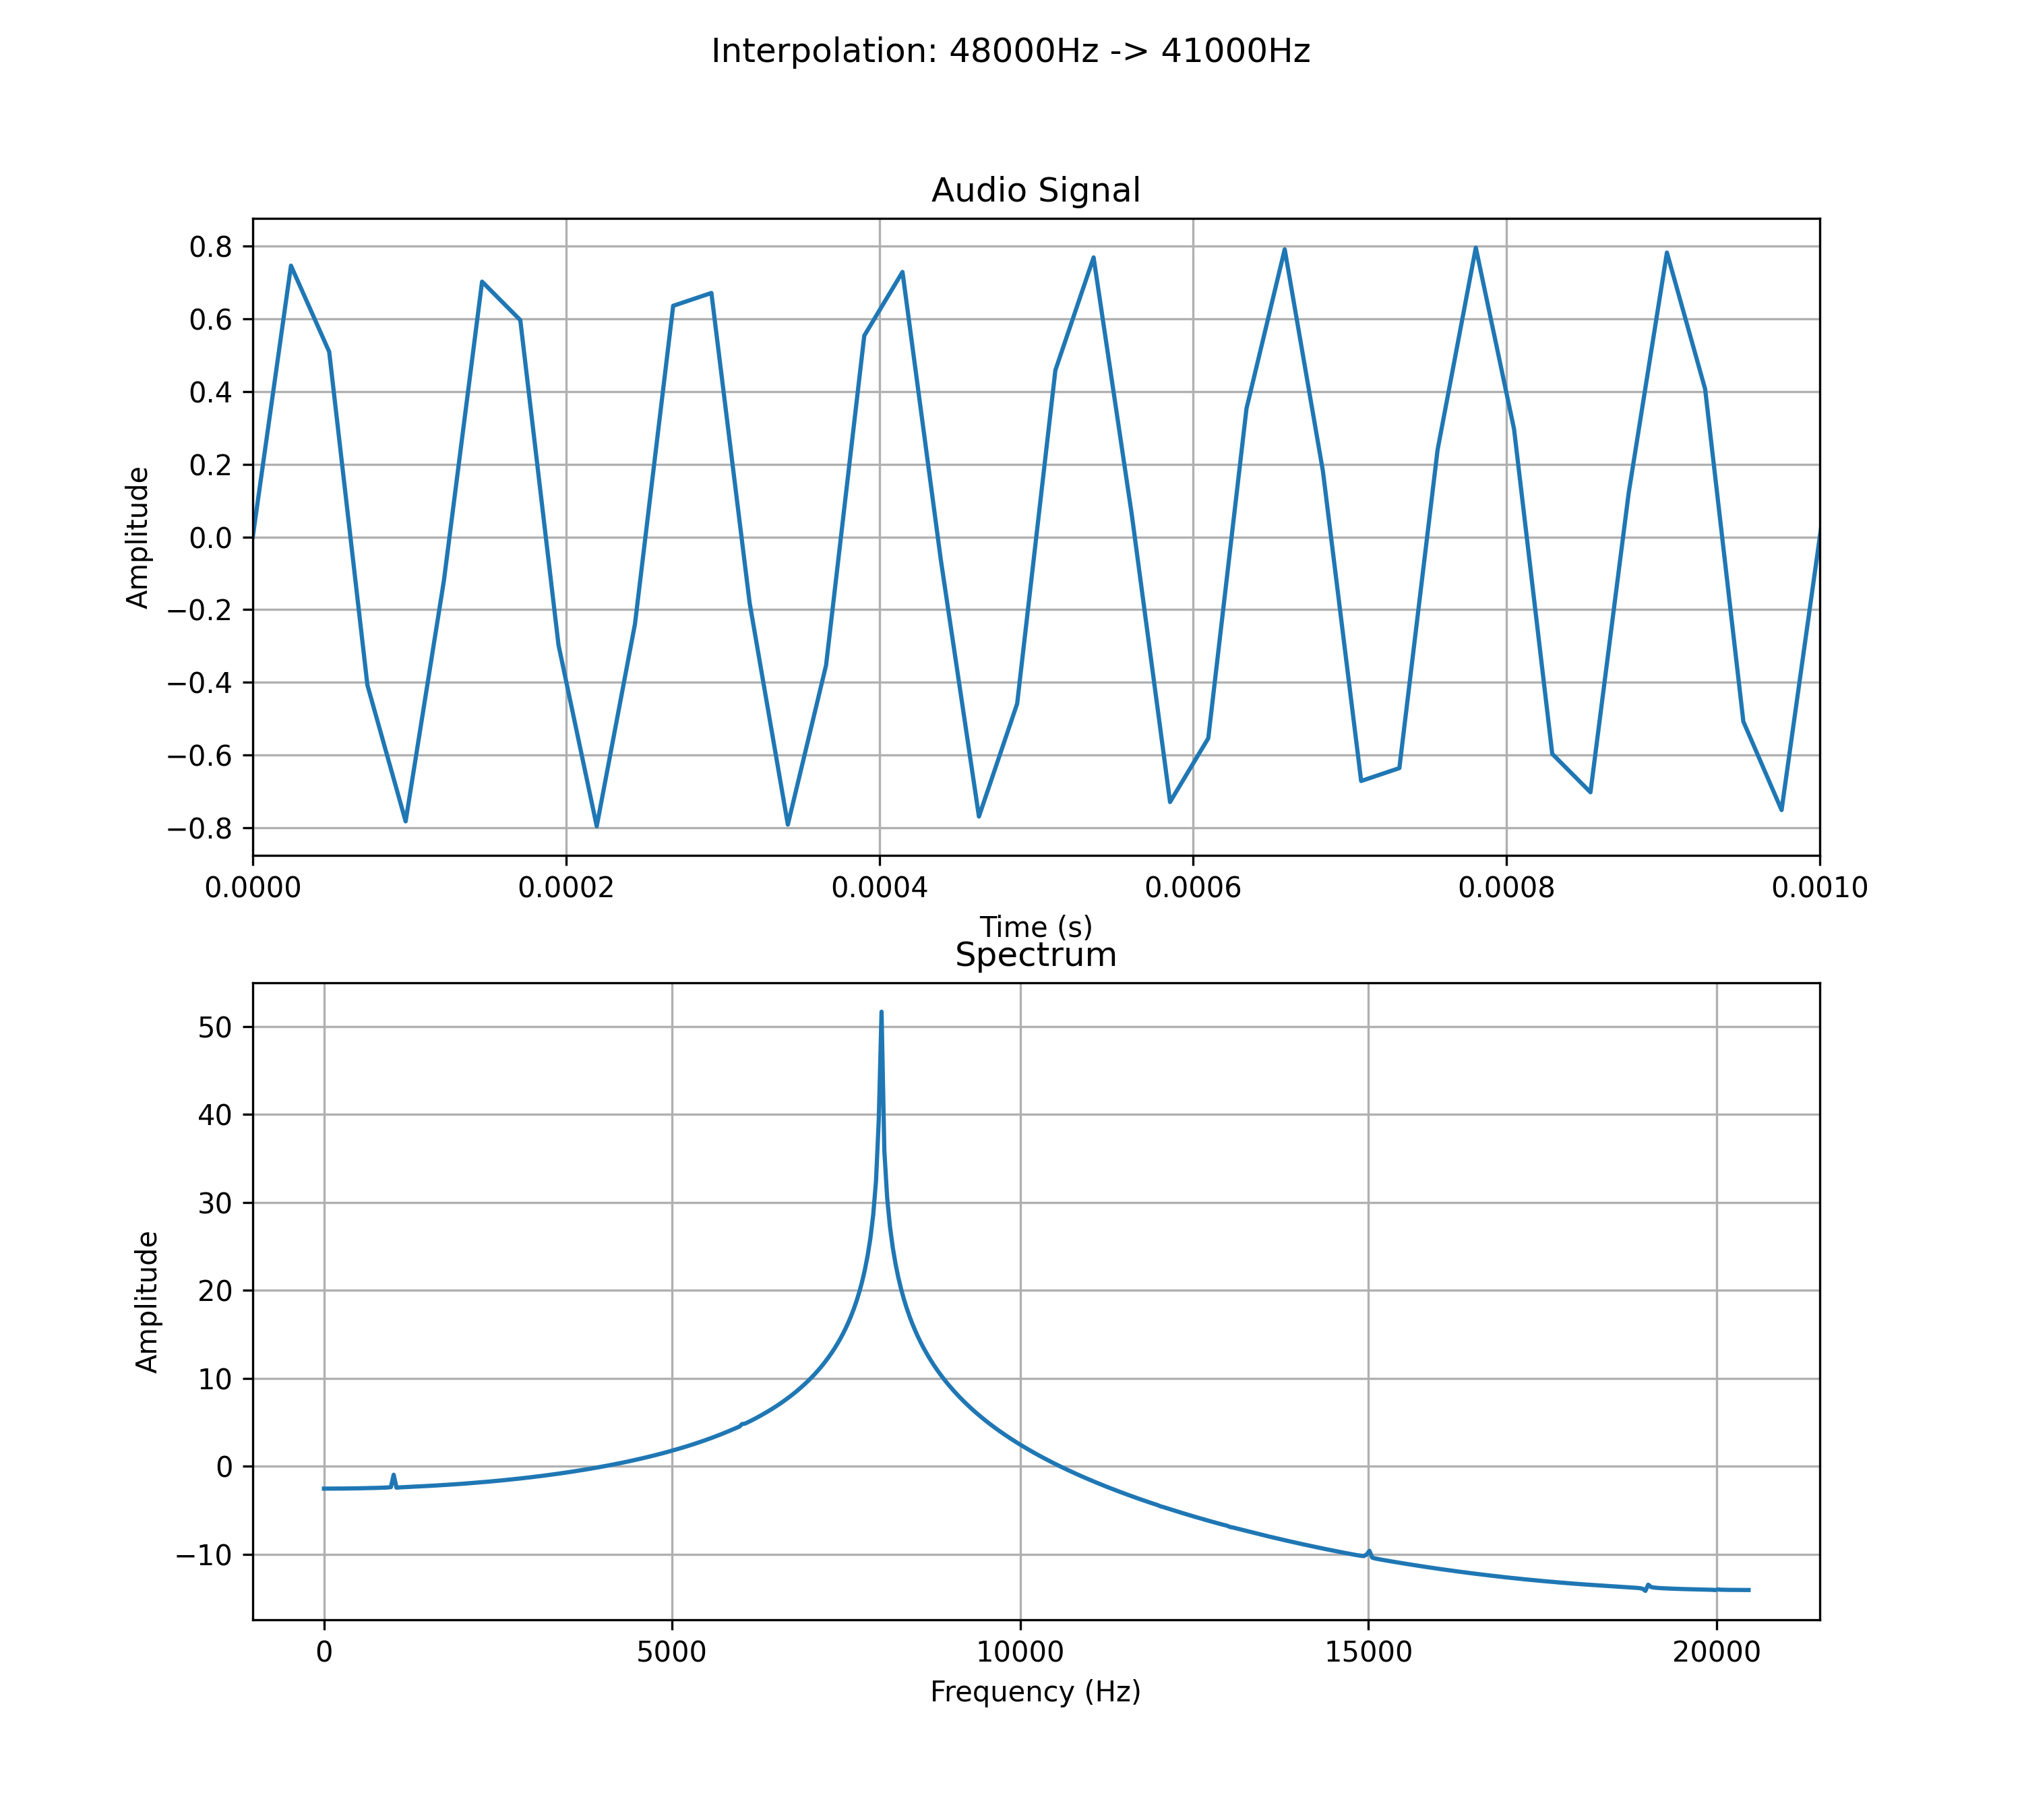 Interpolation: 48000Hz -> 41000Hz
Audio Signal
Amplitude
0.8
0.6
0.4
0.2
0.0
−0.2
−0.4
−0.6
−0.8
0.0000 0.0002 0.0004 0.0006 0.0008 0.0010
Time (s)
Spectrum
Amplitude
50
40
30
20
10
0
−10
0 5000 10000 15000 20000
Frequency (Hz)